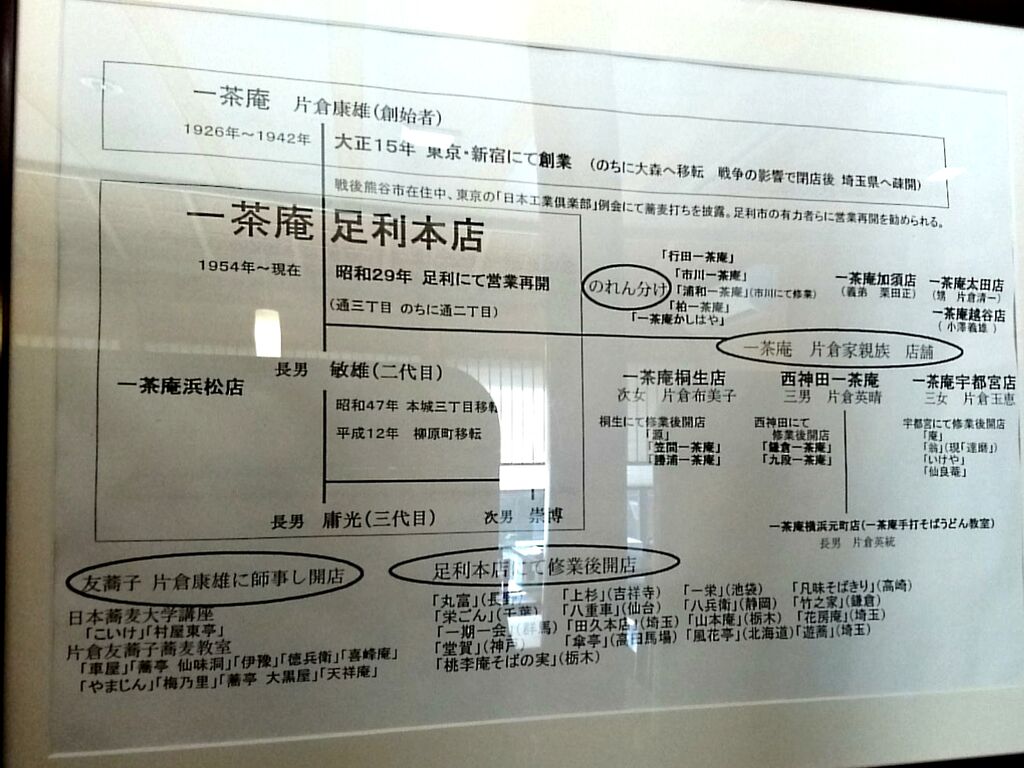 一茶庵 片倉康雄(創始者)
1926年～1942年 大正15年 東京・新宿にて創業 (のちに大森へ移転 戦争の影響で閉店後 埼玉県へ疎開)
戦後熊谷市在住中、東京の「日本工業倶楽部」例会にて蕎麦打ちを披露。足利市の有力者らに営業再開を勧められる。
一茶庵 足利本店
1954年～現在 昭和29年 足利にて営業再開
(通三丁目 のちに通二丁目)
長男 敏雄(二代目)
一茶庵浜松店
昭和47年 本城三丁目移転
平成12年 柳原町移転
長男 庸光(三代目) 次男 崇博
のれん分け
「行田一茶庵」
「市川一茶庵」
「浦和一茶庵」(市川にて修業)
「柏一茶庵」
「一茶庵かしはや」
一茶庵加須店
(義弟 栗田正)
一茶庵太田店
(甥 片倉清一)
一茶庵越谷店
(小澤義雄)
一茶庵 片倉家親族 店舗
一茶庵桐生店
次女 片倉布美子
桐生にて修業後開店
「源」
「笠間一茶庵」
「勝浦一茶庵」
西神田一茶庵
三男 片倉英晴
西神田にて
修業後開店
「鎌倉一茶庵」
「九段一茶庵」
一茶庵宇都宮店
三女 片倉玉恵
宇都宮にて修業後開店
「庵」
「翁」(現「達磨」)
「いけや」
「仙良菴」
一茶庵横浜元町店(一茶庵手打そばうどん教室)
長男 片倉英統
友蕎子 片倉康雄に師事し開店
日本蕎麦大学講座
「こいけ」「村屋東亭」
片倉友蕎子蕎麦教室
「車屋」「蕎亭 仙味洞」「伊豫」「徳兵衛」「喜峰庵」
「やまじん」「梅乃里」「蕎亭 大黒屋」「天祥庵」
足利本店にて修業後開店
「丸富」(長野) 「上杉」(吉祥寺) 「一栄」(池袋) 「凡味そばきり」(高崎)
「栄ごん」(千葉) 「八重車」(仙台) 「八兵衛」(静岡) 「竹之家」(鎌倉)
「一期一会」(群馬) 「田久本店」(埼玉) 「山本庵」(栃木) 「花房庵」(埼玉)
「堂賀」(神戸) 「傘亭」(高田馬場) 「風花亭」(北海道) 「遊蕎」(埼玉)
「桃李庵そばの実」(栃木)